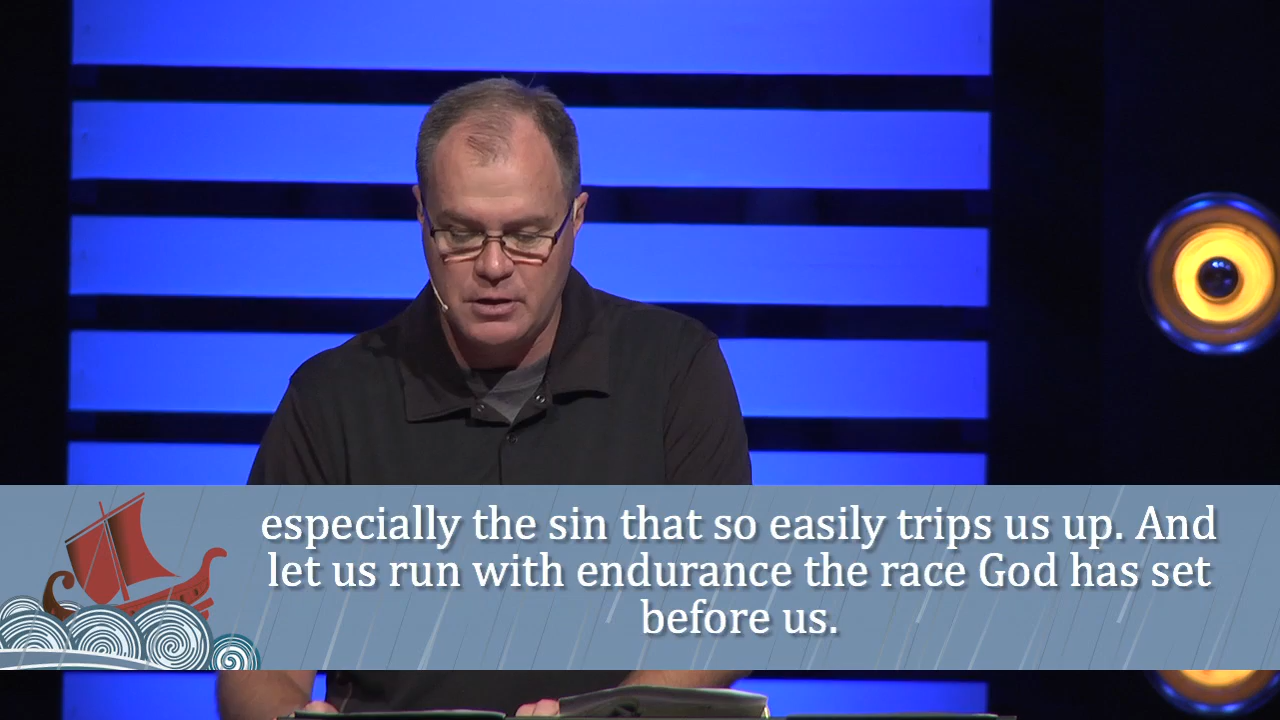 especially the sin that so easily trips us up. And
let us run with endurance the race God has set
before us.